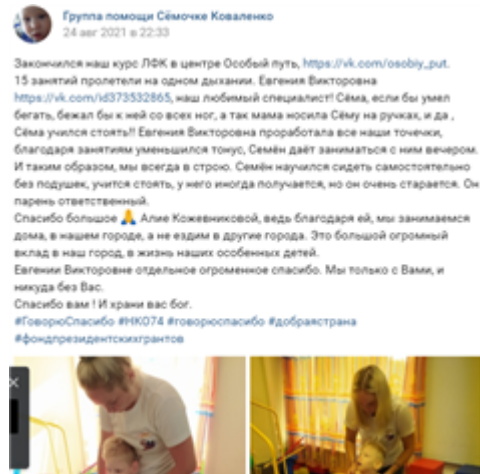 Группа помощи Сёмочке Коваленко
24 авг 2021 в 22:33
Закончился наш курс ЛФК в центре Особый путь, https://vk.com/osobiy_put.
15 занятий пролетели на одном дыхании. Евгения Викторовна
https://vk.com/id373532865, наш любимый специалист! Сёма, если бы умел
бегать, бежал бы к ней со всех ног, а так мама носила Сёму на ручках, и да ,
Сёма учился стоять!! Евгения Викторовна проработала все наши точечки,
благодаря занятиям уменьшился тонус, Семён даёт заниматься с ним вечером.
И таким образом, мы всегда в строю. Семён научился сидеть самостоятельно
без подушек, учится стоять, у него иногда получается, но он очень старается. Он
парень ответственный.
Спасибо большое 🙏 Алие Кожевниковой, ведь благодаря ей, мы занимаемся
дома, в нашем городе, а не ездим в другие города. Это большой огромный
вклад в наш город, в жизнь наших особенных детей.
Евгении Викторовне отдельное огроменное спасибо. Мы только с Вами, и
никуда без Вас.
Спасибо вам ! И храни вас бог.
#ГоворюСпасибо #НКО74 #говорюспасибо #добраястрана
#фондпрезидентскихгрантов